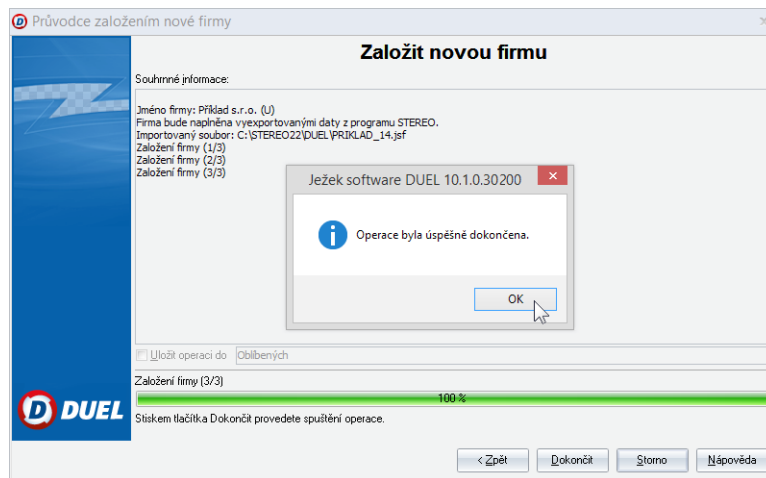 Průvodce založením nové firmy
Založit novou firmu
Souhrnné informace:
Jméno firmy: Příklad s.r.o. (U)
Firma bude naplněna vyexportovanými daty z programu STEREO.
Importovaný soubor: C:\STEREO22\DUEL\PRIKLAD_14.jsf
Založení firmy (1/3)
Založení firmy (2/3)
Založení firmy (3/3)
Ježek software DUEL 10.1.0.30200
Operace byla úspěšně dokončena.
OK
Uložit operaci do Oblíbených
Založení firmy (3/3)
100 %
DUEL
Stiskem tlačítka Dokončit provedete spuštění operace.
< Zpět Dokončit Storno Nápověda